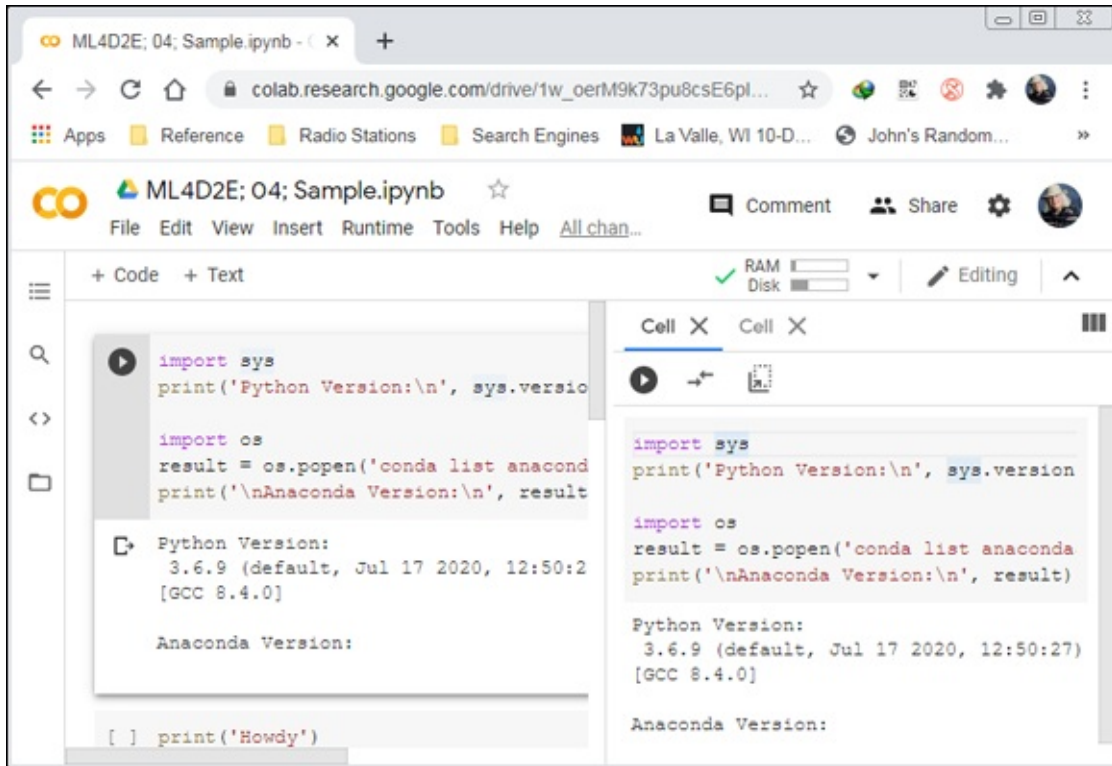 ML4D2E; 04; Sample.ipynb - C
colab.research.google.com/drive/1w_oerM9k73pu8csE6pl...
Apps Reference Radio Stations Search Engines La Valle, WI 10-D... John's Random... »
CO ML4D2E; 04; Sample.ipynb
Comment Share
File Edit View Insert Runtime Tools Help All chan...
+ Code + Text
RAM
Disk
Editing
import sys
print('Python Version:\n', sys.versio
import os
result = os.popen('conda list anacond
print('\nAnaconda Version:\n', result
Python Version:
3.6.9 (default, Jul 17 2020, 12:50:2
[GCC 8.4.0]
Anaconda Version:
[ ] print('Howdy')
Cell Cell
import sys
print('Python Version:\n', sys.version
import os
result = os.popen('conda list anaconda
print('\nAnaconda Version:\n', result)
Python Version:
3.6.9 (default, Jul 17 2020, 12:50:27)
[GCC 8.4.0]
Anaconda Version: